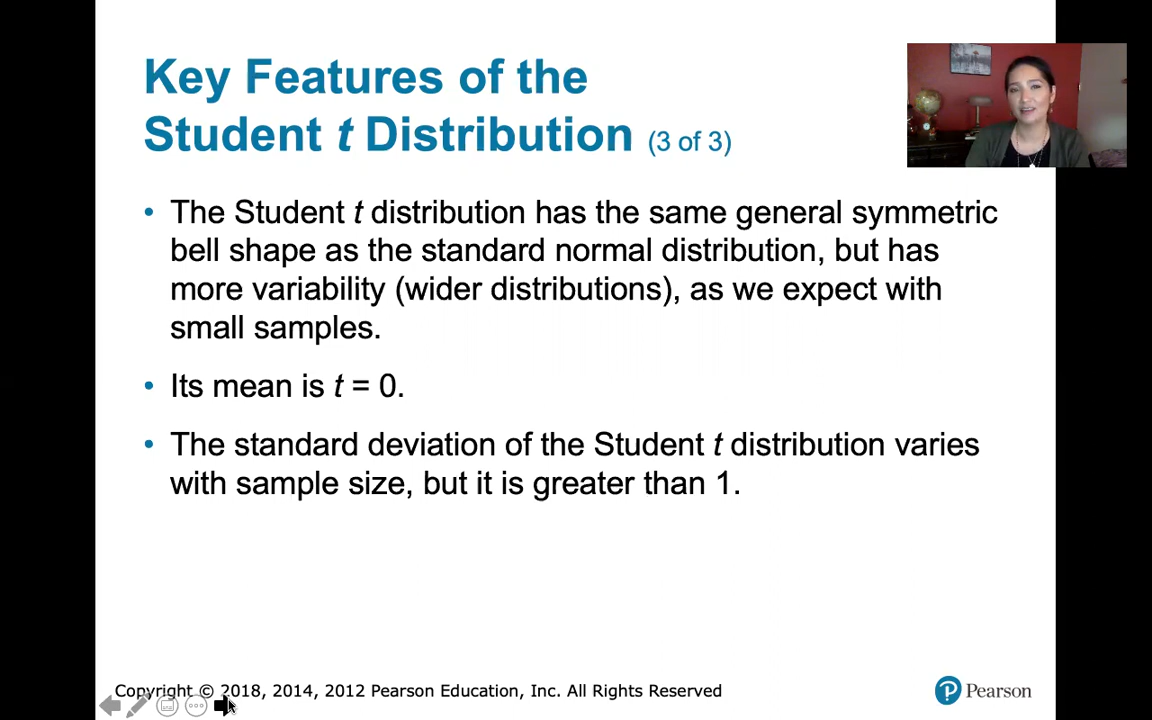 Key Features of the
Student t Distribution (3 of 3)
• The Student t distribution has the same general symmetric
bell shape as the standard normal distribution, but has
more variability (wider distributions), as we expect with
small samples.
• Its mean is t = 0.
• The standard deviation of the Student t distribution varies
with sample size, but it is greater than 1.
Copyright © 2018, 2014, 2012 Pearson Education, Inc. All Rights Reserved
P Pearson